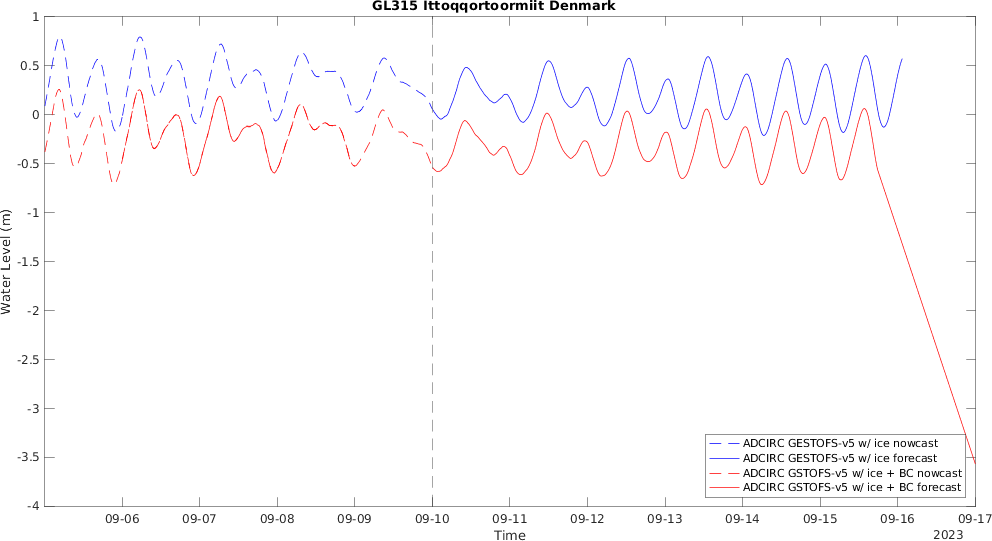 GL315 Ittoqqortoormiit Denmark
1
0.5
0
-0.5
-1
-1.5
-2
-2.5
-3
-3.5
-4
Water Level (m)
ADCIRC GESTOFS-v5 w/ ice nowcast
ADCIRC GESTOFS-v5 w/ ice forecast
ADCIRC GSTOFS-v5 w/ ice + BC nowcast
ADCIRC GSTOFS-v5 w/ ice + BC forecast
09-06 09-07 09-08 09-09 09-10 09-11 09-12 09-13 09-14 09-15 09-16 09-17
Time
2023